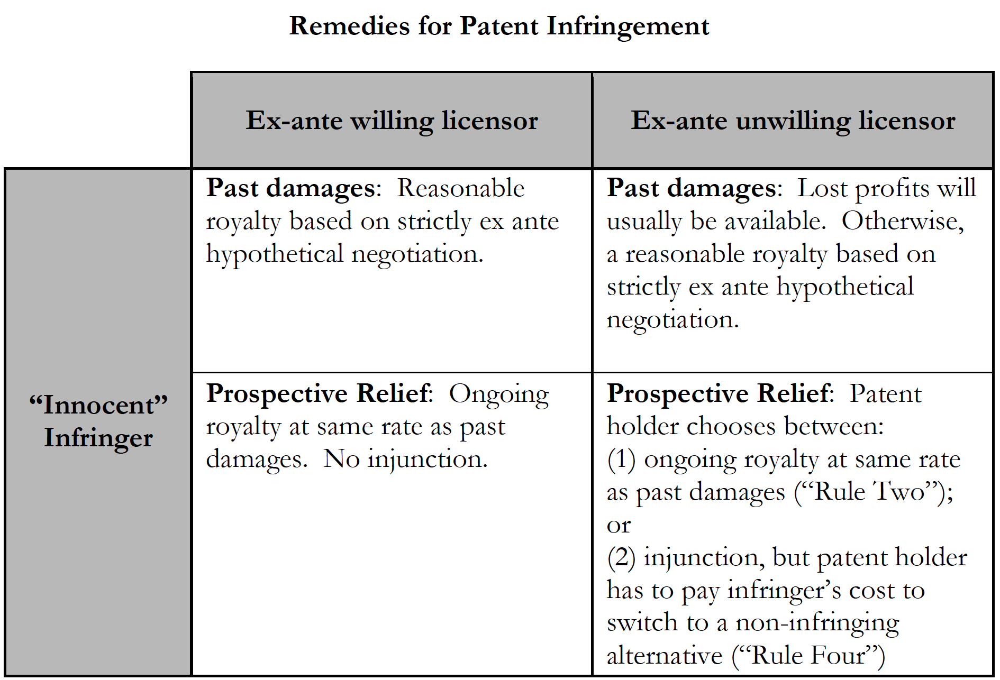 Remedies for Patent Infringement
Ex-ante willing licensor
Ex-ante unwilling licensor
“Innocent”
Infringer
Past damages: Reasonable
royalty based on strictly ex ante
hypothetical negotiation.
Past damages: Lost profits will
usually be available. Otherwise,
a reasonable royalty based on
strictly ex ante hypothetical
negotiation.
Prospective Relief: Ongoing
royalty at same rate as past
damages. No injunction.
Prospective Relief: Patent
holder chooses between:
(1) ongoing royalty at same rate
as past damages (“Rule Two”);
or
(2) injunction, but patent holder
has to pay infringer’s cost to
switch to a non-infringing
alternative (“Rule Four”)